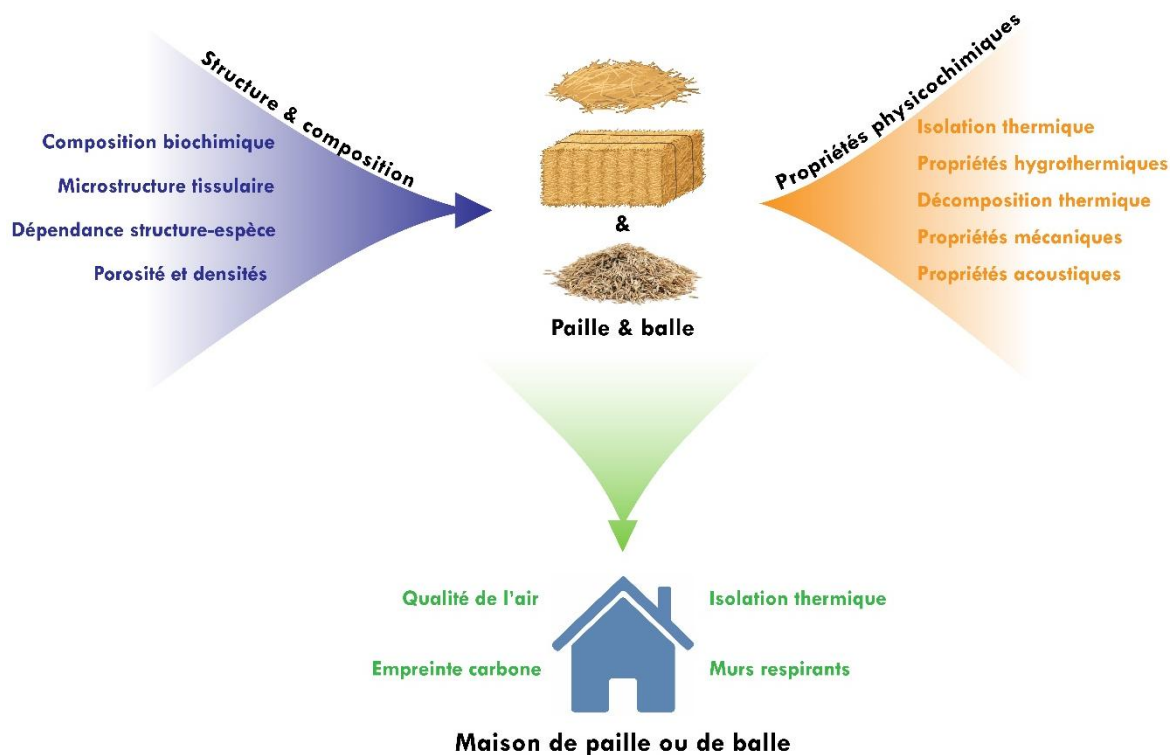 Structure & composition
Composition biochimique
Microstructure tissulaire
Dépendance structure-espèce
Porosité et densités
&
Paille & balle
Propriétés physicochimiques
Isolation thermique
Propriétés hygrothermiques
Décomposition thermique
Propriétés mécaniques
Propriétés acoustiques
Qualité de l'air
Isolation thermique
Empreinte carbone
Murs respirants
Maison de paille ou de balle